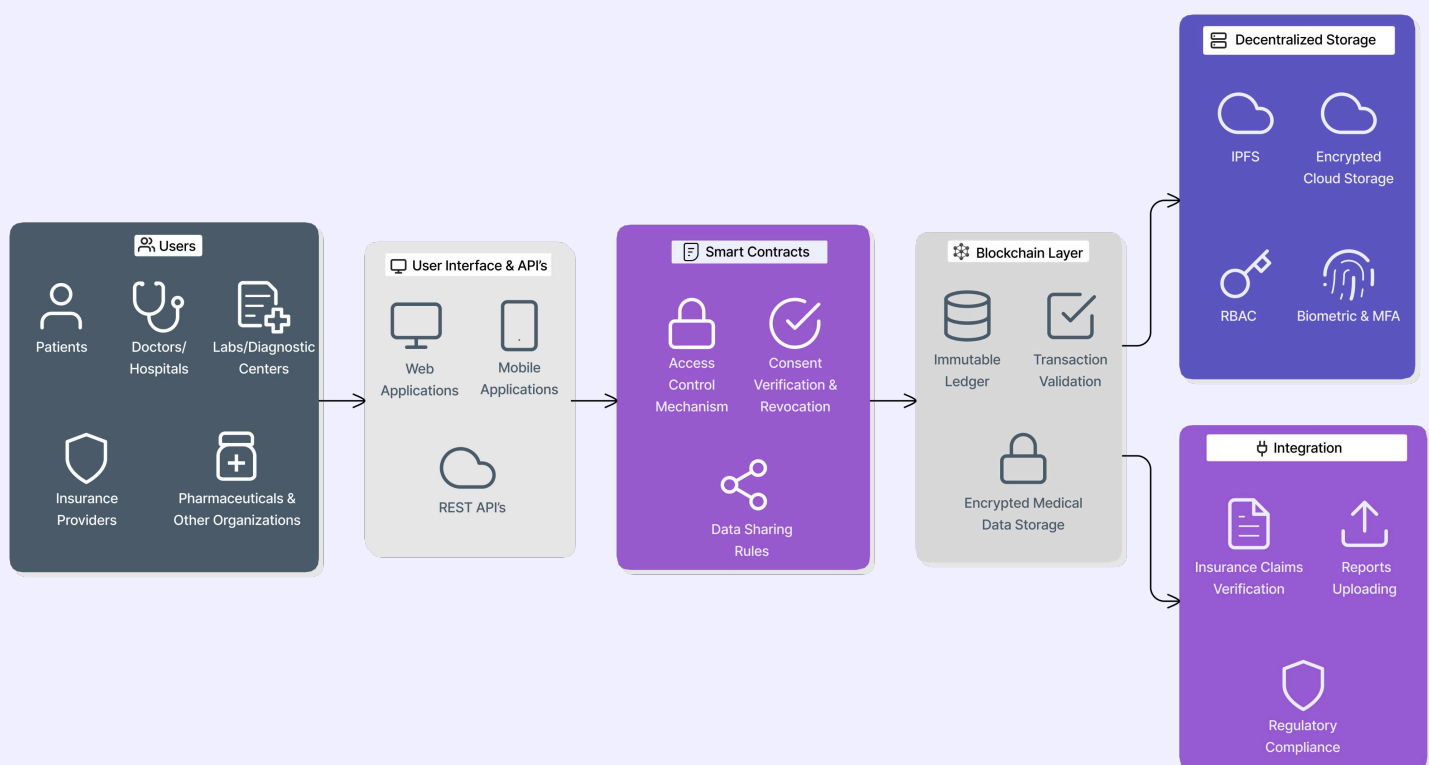 Users
Patients
Doctors/
Hospitals
Labs/Diagnostic
Centers
Insurance
Providers
Pharmaceuticals &
Other Organizations
User Interface & API's
Web
Applications
Mobile
Applications
REST API's
Smart Contracts
Access
Control
Mechanism
Consent
Verification &
Revocation
Data Sharing
Rules
Blockchain Layer
Immutable
Ledger
Transaction
Validation
Encrypted Medical
Data Storage
Decentralized Storage
IPFS
Encrypted
Cloud Storage
RBAC
Biometric & MFA
Integration
Insurance Claims
Verification
Reports
Uploading
Regulatory
Compliance